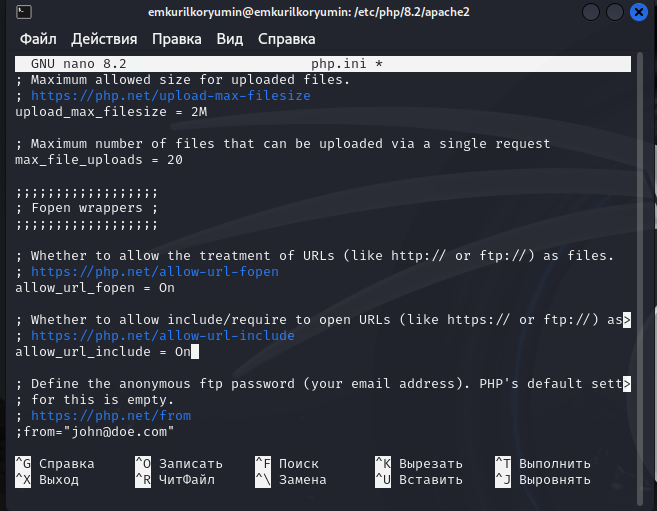 emkurilkoryumin@emkurilkoryumin: /etc/php/8.2/apache2
Файл Действия Правка Вид Справка
GNU nano 8.2 php.ini *
; Maximum allowed size for uploaded files.
; https://php.net/upload-max-filesize
upload_max_filesize = 2M
; Maximum number of files that can be uploaded via a single request
max_file_uploads = 20
;;;;;;;;;;;;;;;;;;
; Fopen wrappers ;
;;;;;;;;;;;;;;;;;;
; Whether to allow the treatment of URLs (like http:// or ftp://) as files.
; https://php.net/allow-url-fopen
allow_url_fopen = On
; Whether to allow include/require to open URLs (like https:// or ftp://) as>
; https://php.net/allow-url-include
allow_url_include = On
; Define the anonymous ftp password (your email address). PHP's default sett>
; for this is empty.
; https://php.net/from
;from="john@doe.com"
^G Справка ^O Записать ^F Поиск ^K Вырезать ^T Выполнить
^X Выход ^R ЧитФайл ^\ Замена ^U Вставить ^J Выровнять